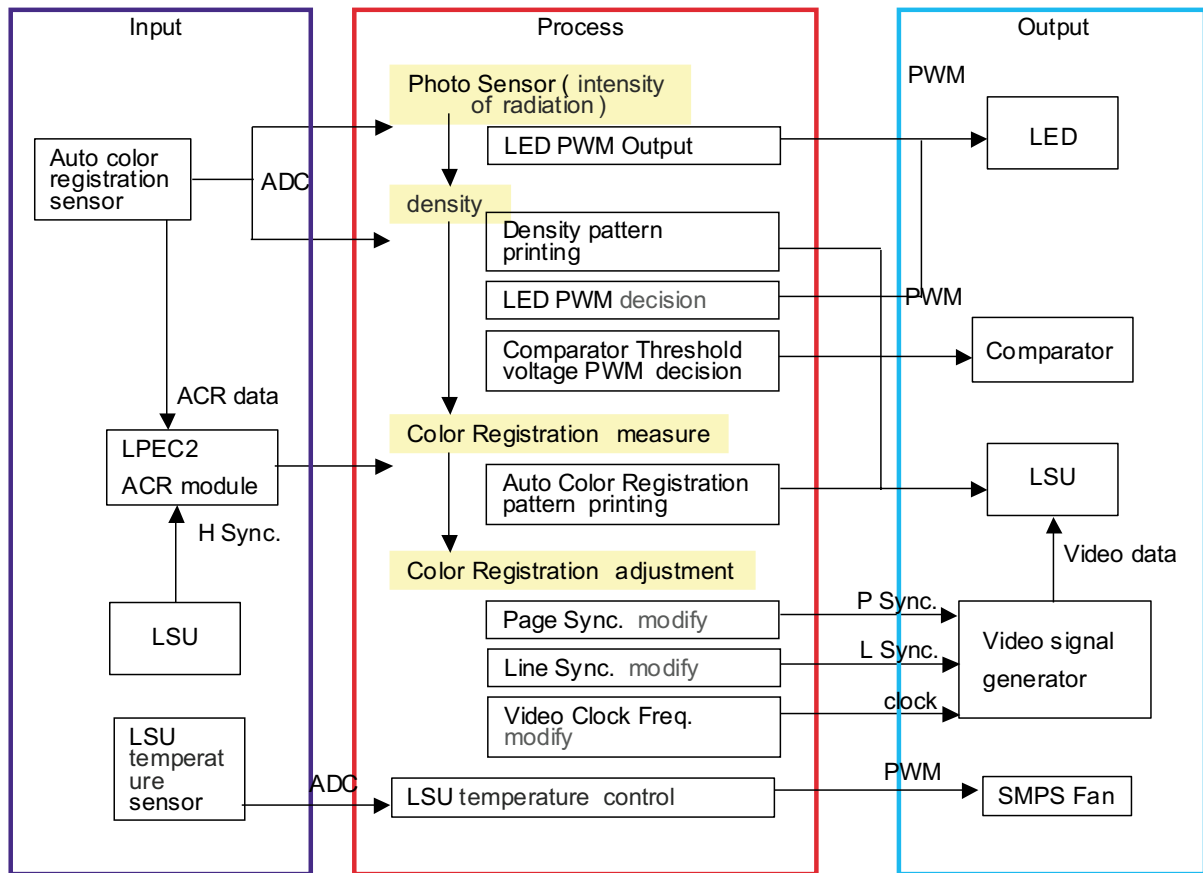 Input
Process
Output
Photo Sensor ( intensity
of radiation )
PWM
LED
LED PWM Output
Auto color
registration
sensor
ADC
density
Density pattern
printing
LED PWM decision
PWM
Comparator Threshold
voltage PWM decision
Comparator
ACR data
LPEC2
ACR module
Color Registration measure
Auto Color Registration
pattern printing
LSU
H Sync.
Video data
Color Registration adjustment
LSU
Page Sync. modify
P Sync.
Line Sync. modify
L Sync.
Video signal
generator
Video Clock Freq.
modify
clock
LSU
temperat
ure
sensor
ADC
LSU temperature control
PWM
SMPS Fan